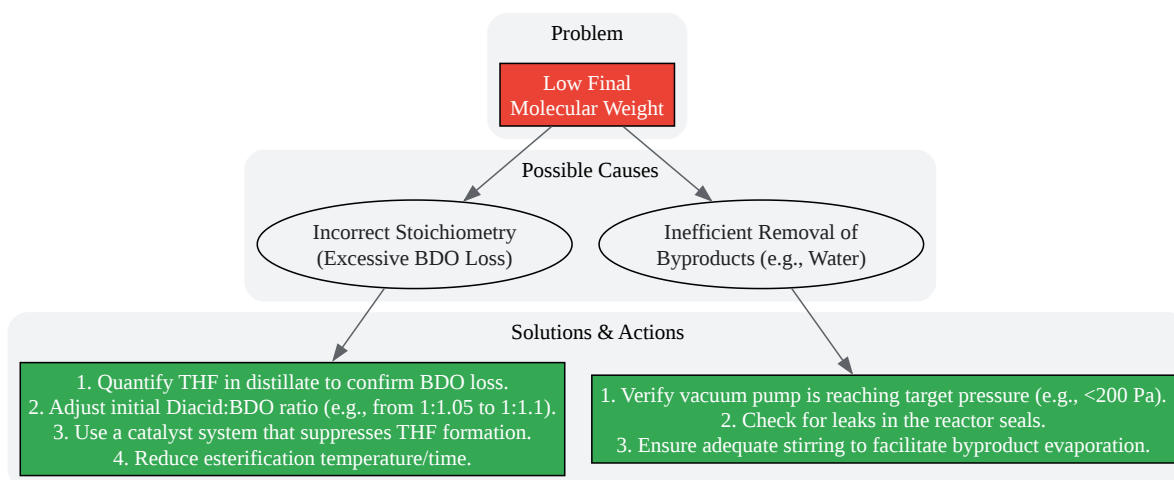 Problem
Low Final
Molecular Weight
Possible Causes
Incorrect Stoichiometry
(Excessive BDO Loss)
Inefficient Removal of
Byproducts (e.g., Water)
Solutions & Actions
1. Quantify THF in distillate to confirm BDO loss.
2. Adjust initial Diacid:BDO ratio (e.g., from 1:1.05 to 1:1.1).
3. Use a catalyst system that suppresses THF formation.
4. Reduce esterification temperature/time.
1. Verify vacuum pump is reaching target pressure (e.g., <200 Pa).
2. Check for leaks in the reactor seals.
3. Ensure adequate stirring to facilitate byproduct evaporation.